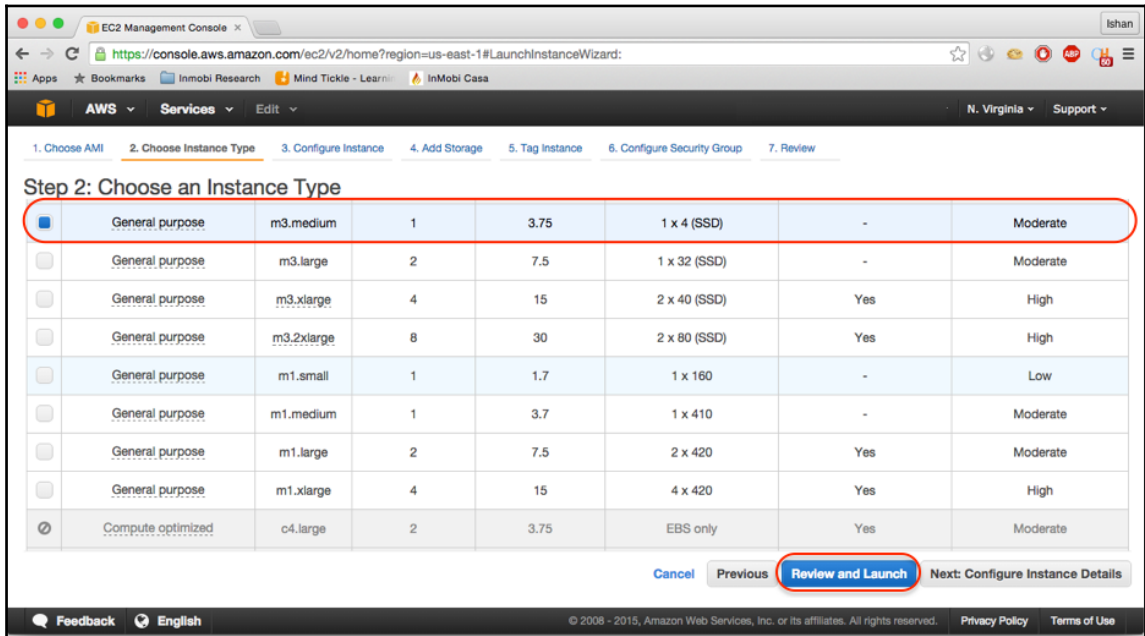 EC2 Management Console ×
Ishan
https://console.aws.amazon.com/ec2/v2/home?region=us-east-1#LaunchInstanceWizard:
ABP
50
Apps Bookmarks Inmobi Research Mind Tickle - Learni InMobi Casa
AWS Services Edit N. Virginia Support
1. Choose AMI 2. Choose Instance Type 3. Configure Instance 4. Add Storage 5. Tag Instance 6. Configure Security Group 7. Review
Step 2: Choose an Instance Type
General purpose m3.medium 1 3.75 1 x 4 (SSD) - Moderate
General purpose m3.large 2 7.5 1 x 32 (SSD) - Moderate
General purpose m3.xlarge 4 15 2 x 40 (SSD) Yes High
General purpose m3.2xlarge 8 30 2 x 80 (SSD) Yes High
General purpose m1.small 1 1.7 1 x 160 - Low
General purpose m1.medium 1 3.7 1 x 410 - Moderate
General purpose m1.large 2 7.5 2 x 420 Yes Moderate
General purpose m1.xlarge 4 15 4 x 420 Yes High
Compute optimized c4.large 2 3.75 EBS only Yes Moderate
Cancel Previous Review and Launch Next: Configure Instance Details
Feedback English © 2008 - 2015, Amazon Web Services, Inc. or its affiliates. All rights reserved. Privacy Policy Terms of Use